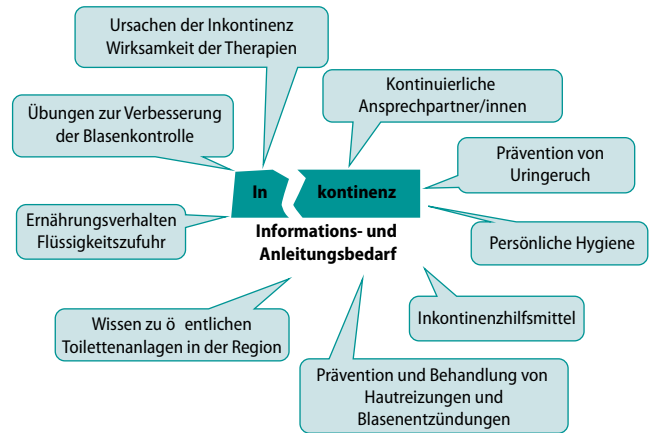 Ursachen der Inkontinenz
Wirksamkeit der Therapien
Kontinuierliche
Ansprechpartner/innen
Übungen zur Verbesserung
der Blasenkontrolle
Prävention von
Uringeruch
In kontinenz
Ernährungsverhalten
Flüssigkeitszufuhr
Informations- und
Anleitungsbedarf
Persönliche Hygiene
Inkontinenzhilfsmittel
Wissen zu ö entlichen
Toilettenanlagen in der Region
Prävention und Behandlung von
Hautreizungen und
Blasenentzündungen